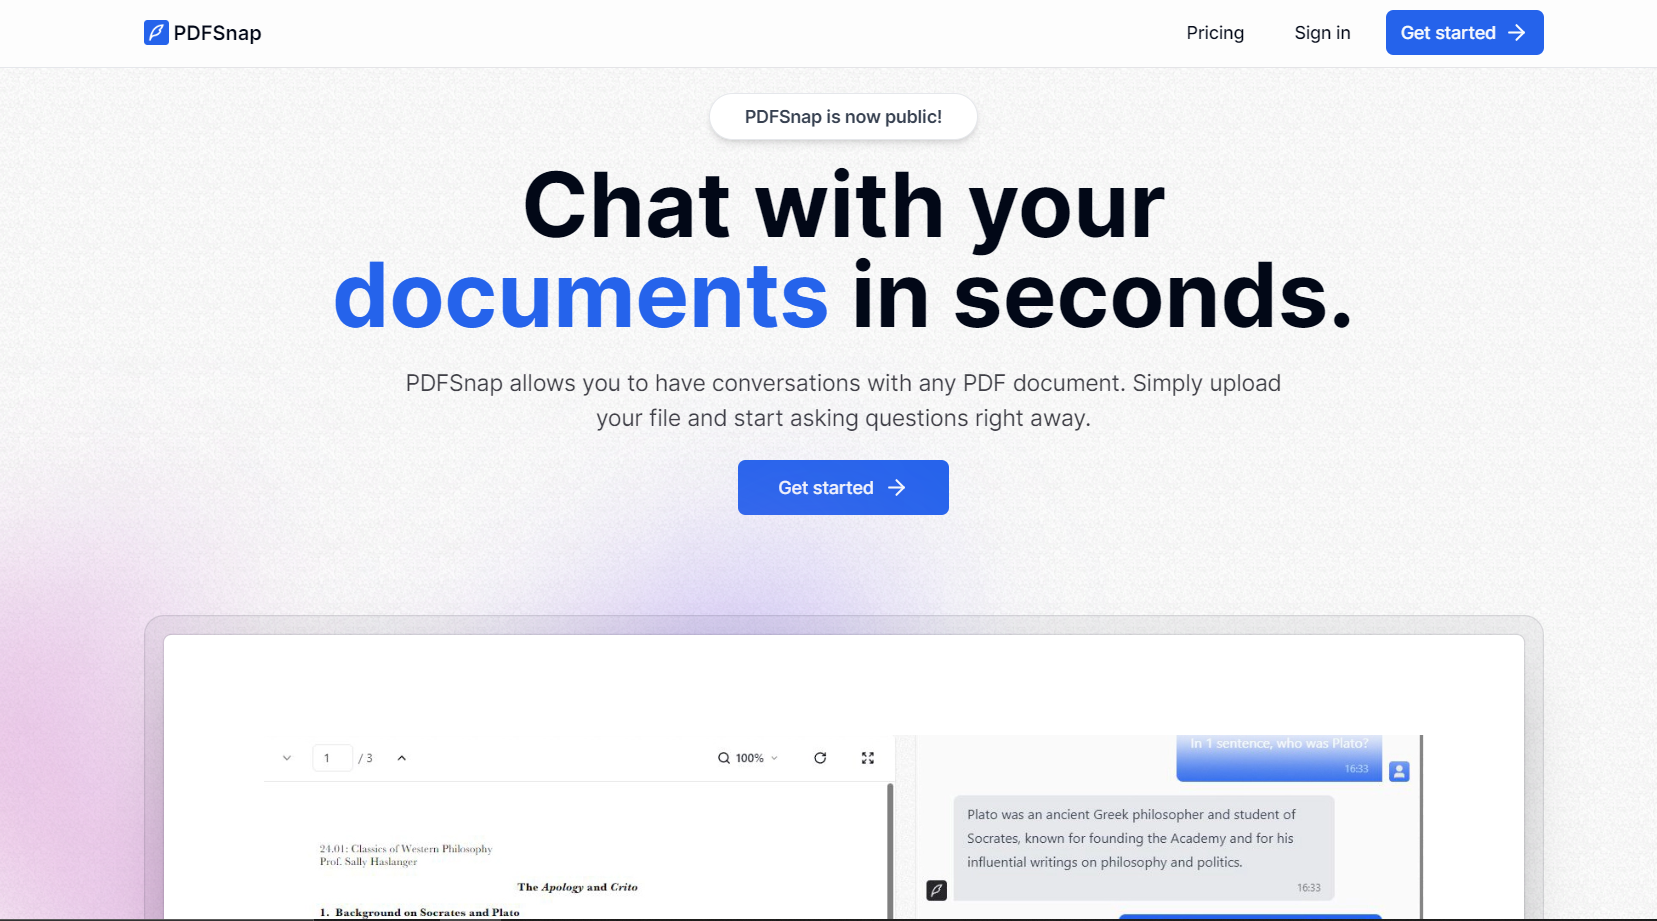 PDFSnap
Pricing
Sign in
Get started
PDFSnap is now public!
Chat with your
documents in seconds.
PDFSnap allows you to have conversations with any PDF document. Simply upload
your file and start asking questions right away.
Get started
1 / 3
100%
24.01: Classics of Western Philosophy
Prof. Sally Haslanger
The Apology and Crito
1. Background on Socrates and Plato
In 1 sentence, who was Plato?
16:33
Plato was an ancient Greek philosopher and student of
Socrates, known for founding the Academy and for his
influential writings on philosophy and politics.
16:33